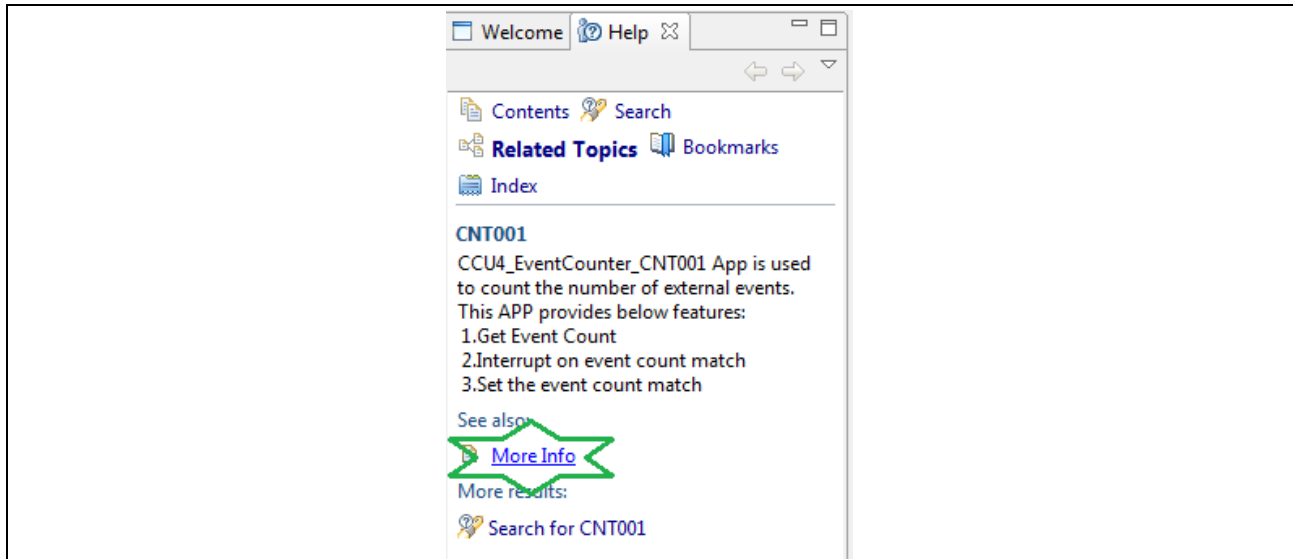 Welcome Help
Contents Search
Related Topics Bookmarks
Index
CNT001
CCU4_EventCounter_CNT001 App is used
to count the number of external events.
This APP provides below features:
1.Get Event Count
2.Interrupt on event count match
3.Set the event count match
See also:
More Info
More results:
Search for CNT001